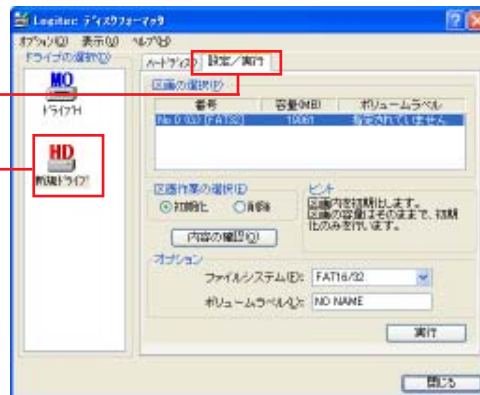 Logitec ディスクフォーマッタ
オプション(O) 表示(V) ヘルプ(H)
ドライブの選択(D)
MO
ドライブH
HD
新規ドライブ
ハードディスク 設定／実行
区画の選択(P)
番号 容量(MB) ボリュームラベル
No 0 (G) [FAT32] 19061 指定されていません
区画作業の選択(E)
初期化 削除
内容の確認(Q)
ヒント
区画内を初期化します。
区画の容量はそのままで、初期
化のみを行います。
オプション
ファイルシステム(E): FAT16/32
ボリュームラベル(L): NO NAME
実行
閉じる